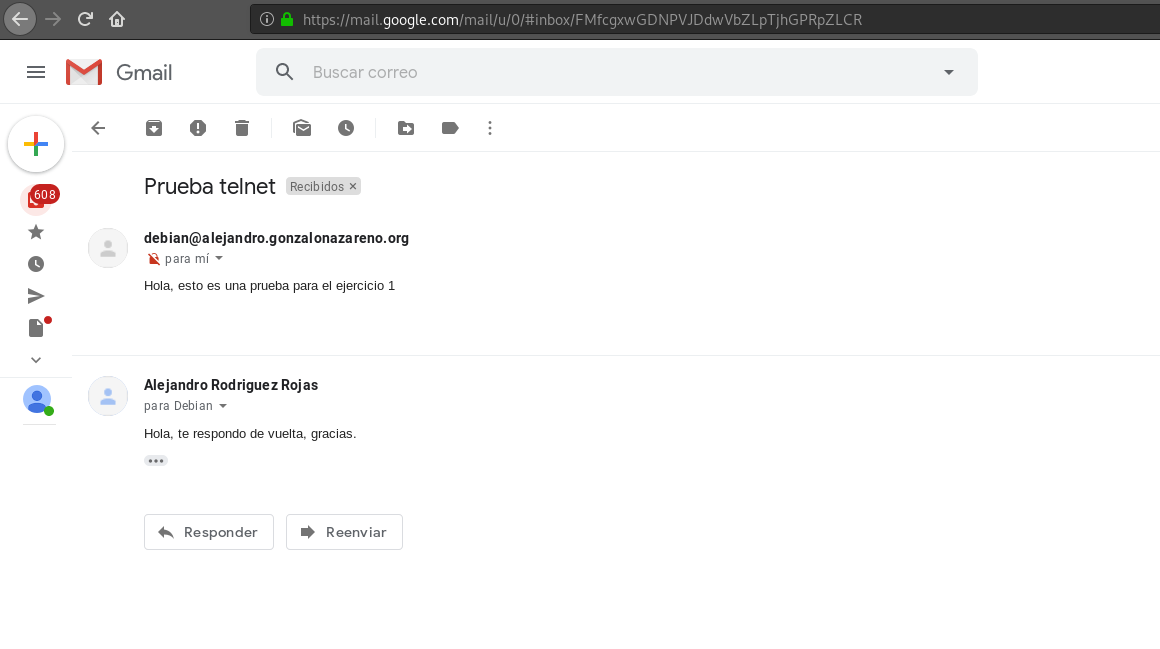 https://mail.google.com/mail/u/0/#inbox/FMfcgxwGDNPVJDdwVbZLpTjhGPRpZLCR
Gmail
Buscar correo
608
Prueba telnet Recibidos ×
debian@alejandro.gonzalonazareno.org
para mí
Hola, esto es una prueba para el ejercicio 1
Alejandro Rodriguez Rojas
para Debian
Hola, te respondo de vuelta, gracias.
Responder Reenviar